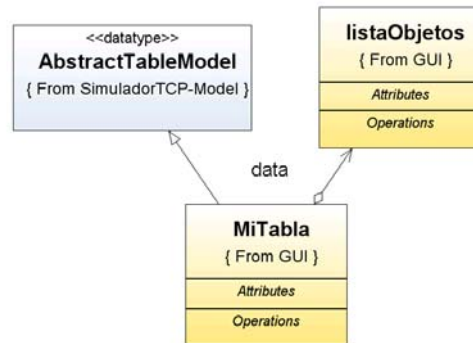 <<datatype>>
AbstractTableModel
{ From SimuladorTCP-Model }
listaObjetos
{ From GUI }
Attributes
Operations
data
MiTabla
{ From GUI }
Attributes
Operations